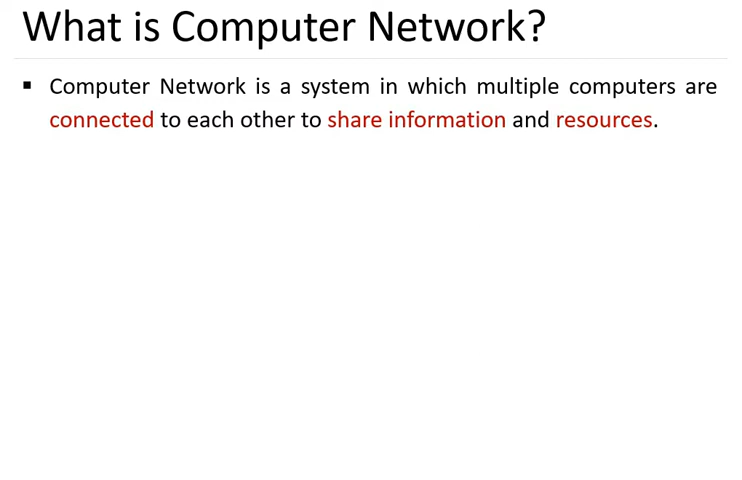 What is Computer Network?
▪ Computer Network is a system in which multiple computers are
connected to each other to share information and resources.